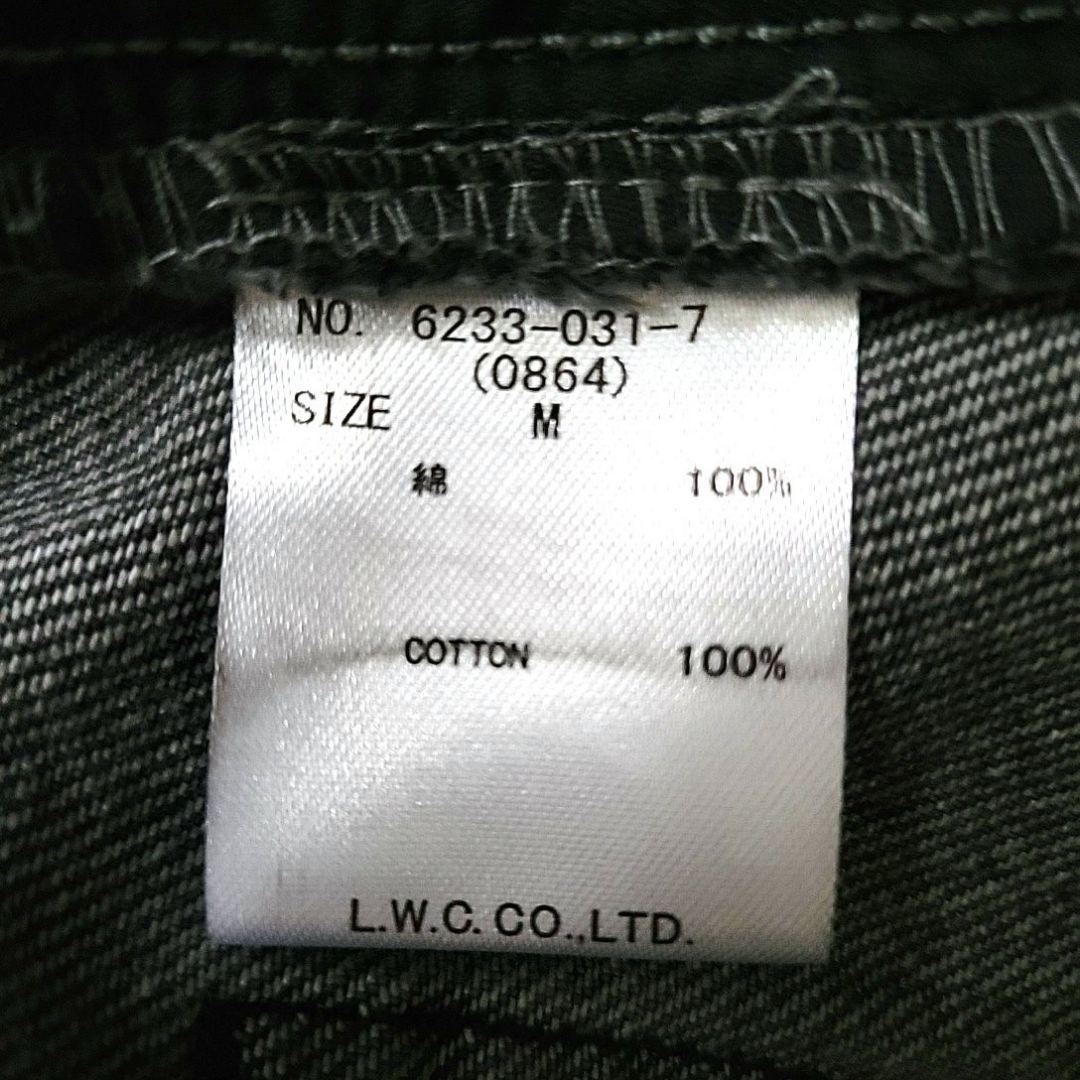 NO. 6233-031-7
(0864)
SIZE M
綿 100%
COTTON 100%
L.W.C. CO.,LTD.